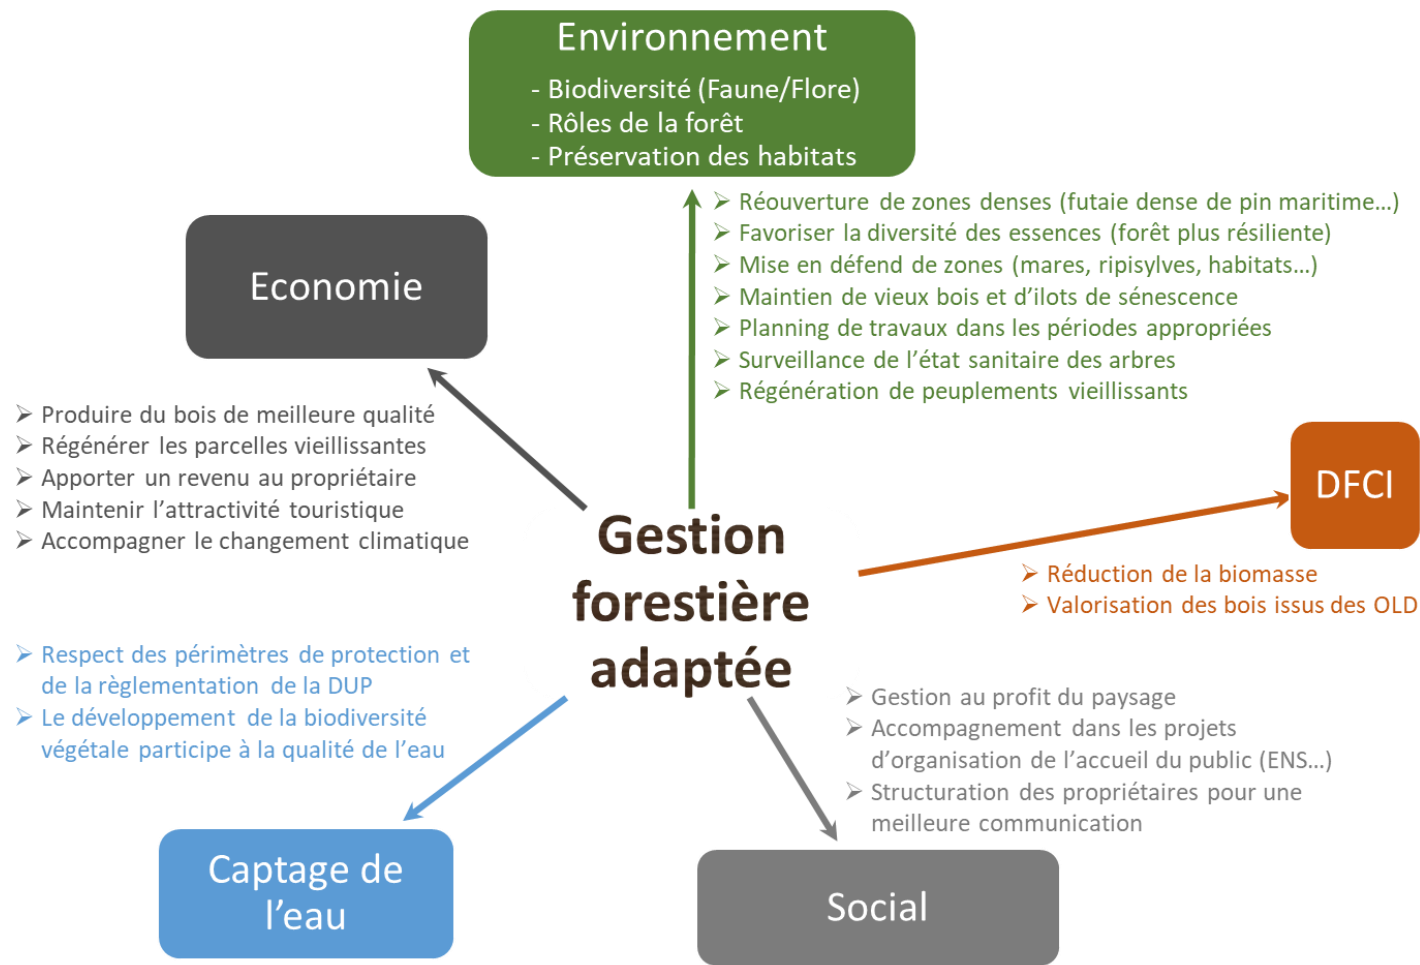 Environnement
- Biodiversité (Faune/Flore)
- Rôles de la forêt
- Préservation des habitats
➢ Réouverture de zones denses (futaie dense de pin maritime…)
➢ Favoriser la diversité des essences (forêt plus résiliente)
➢ Mise en défend de zones (mares, ripisylves, habitats…)
➢ Maintien de vieux bois et d’ilots de sénescence
➢ Planning de travaux dans les périodes appropriées
➢ Surveillance de l’état sanitaire des arbres
➢ Régénération de peuplements vieillissants
Economie
➢ Produire du bois de meilleure qualité
➢ Régénérer les parcelles vieillissantes
➢ Apporter un revenu au propriétaire
➢ Maintenir l’attractivité touristique
➢ Accompagner le changement climatique
DFCI
➢ Réduction de la biomasse
➢ Valorisation des bois issus des OLD
Gestion
forestière
adaptée
➢ Respect des périmètres de protection et
de la règlementation de la DUP
➢ Le développement de la biodiversité
végétale participe à la qualité de l’eau
Captage de
l’eau
➢ Gestion au profit du paysage
➢ Accompagnement dans les projets
d’organisation de l’accueil du public (ENS…)
➢ Structuration des propriétaires pour une
meilleure communication
Social